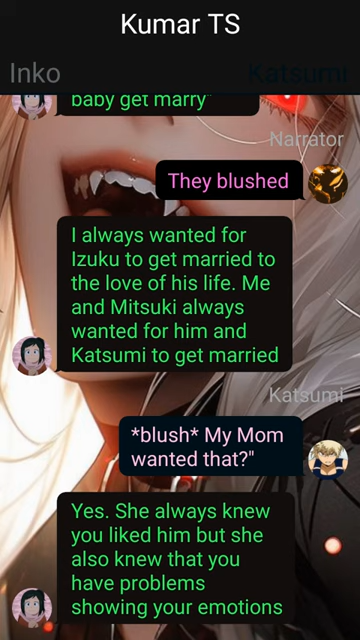 Kumar TS
Inko
Katsumi
baby get marry"
Narrator
They blushed
I always wanted for
Izuku to get married to
the love of his life. Me
and Mitsuki always
wanted for him and
Katsumi to get married
Katsumi
*blush* My Mom
wanted that?"
Yes. She always knew
you liked him but she
also knew that you
have problems
showing your emotions